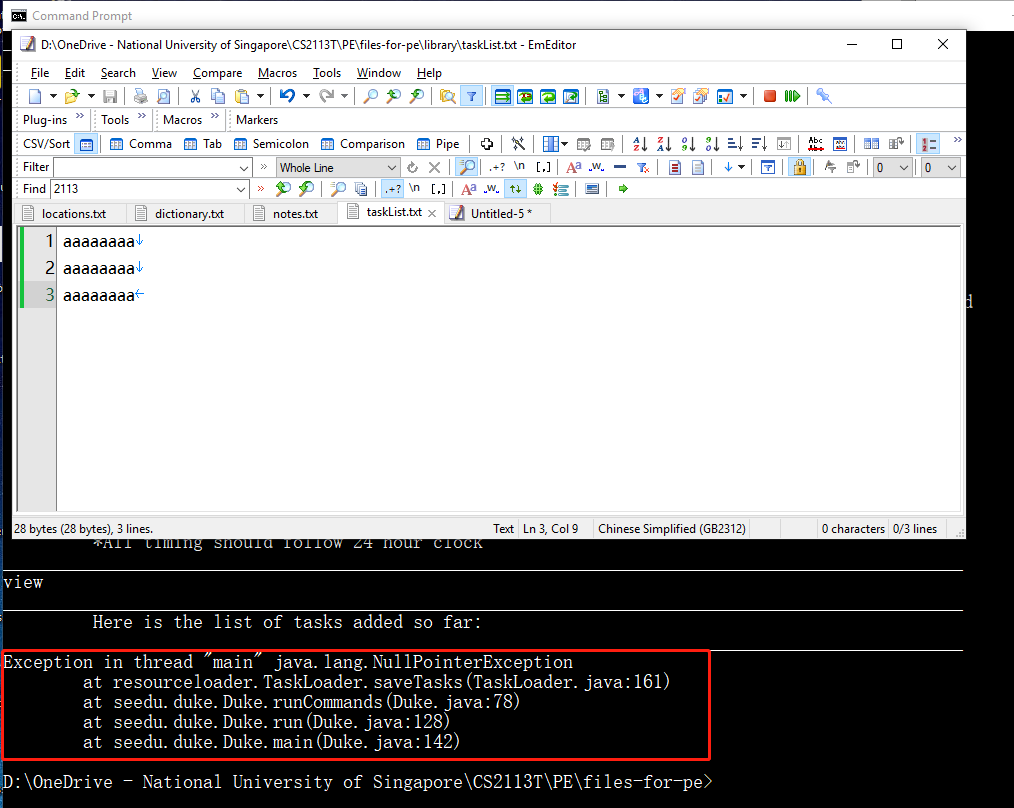 Command Prompt
D:\OneDrive - National University of Singapore\CS2113T\PE\files-for-pe\library\taskList.txt - EmEditor
File Edit Search View Compare Macros Tools Window Help
Plug-ins » Tools » Macros » Markers
CSV/Sort Comma Tab Semicolon Comparison Pipe »
Filter » Whole Line 0 0
Find 2113 »
locations.txt dictionary.txt notes.txt taskList.txt Untitled-5 *
1 aaaaaaaa↓
2 aaaaaaaa↓
3 aaaaaaaa←
d
28 bytes (28 bytes), 3 lines. Text Ln 3, Col 9 Chinese Simplified (GB2312) 0 characters 0/3 lines
*All timing should follow 24 hour clock
view
Here is the list of tasks added so far:
Exception in thread "main" java.lang.NullPointerException
at resourceloader.TaskLoader.saveTasks(TaskLoader.java:161)
at seedu.duke.Duke.runCommands(Duke.java:78)
at seedu.duke.Duke.run(Duke.java:128)
at seedu.duke.Duke.main(Duke.java:142)
D:\OneDrive - National University of Singapore\CS2113T\PE\files-for-pe>